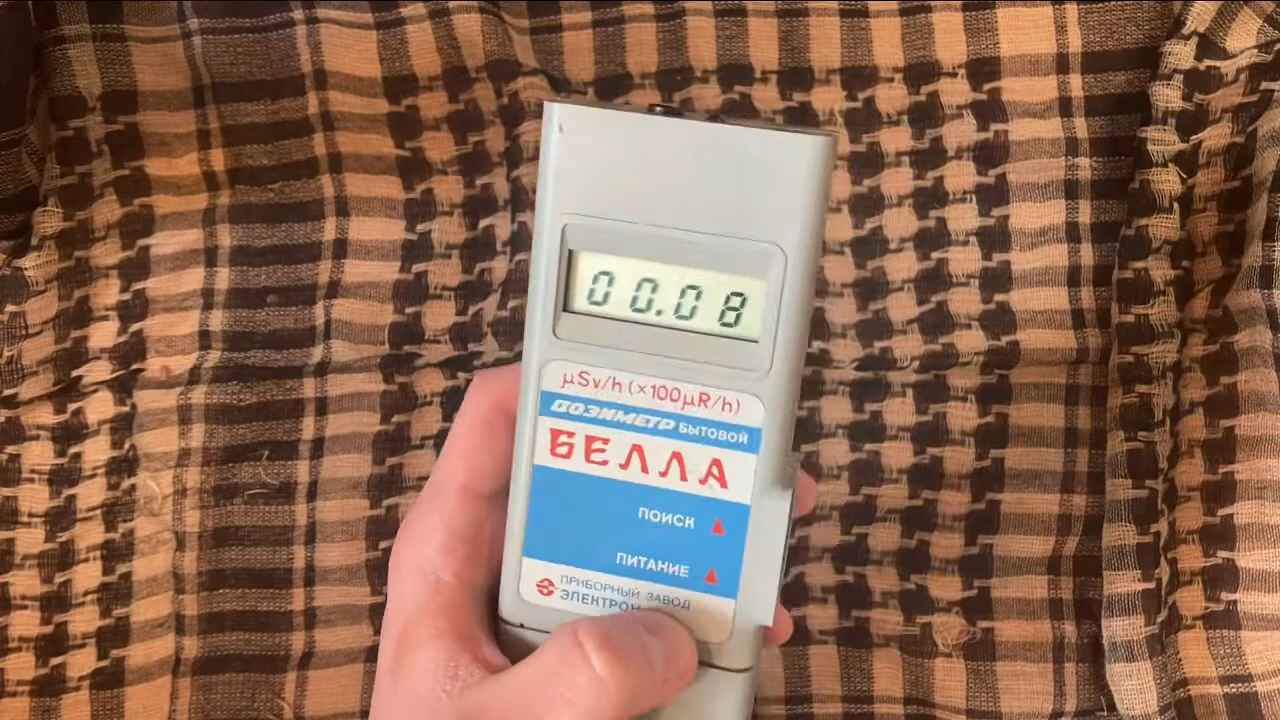 00.08
μSv/h (×100μR/h)
ДОЗИМЕТР БЫТОВОЙ
БЕЛЛА
ПОИСК
ПИТАНИЕ
ПРИБОРНЫЙ ЗАВОД